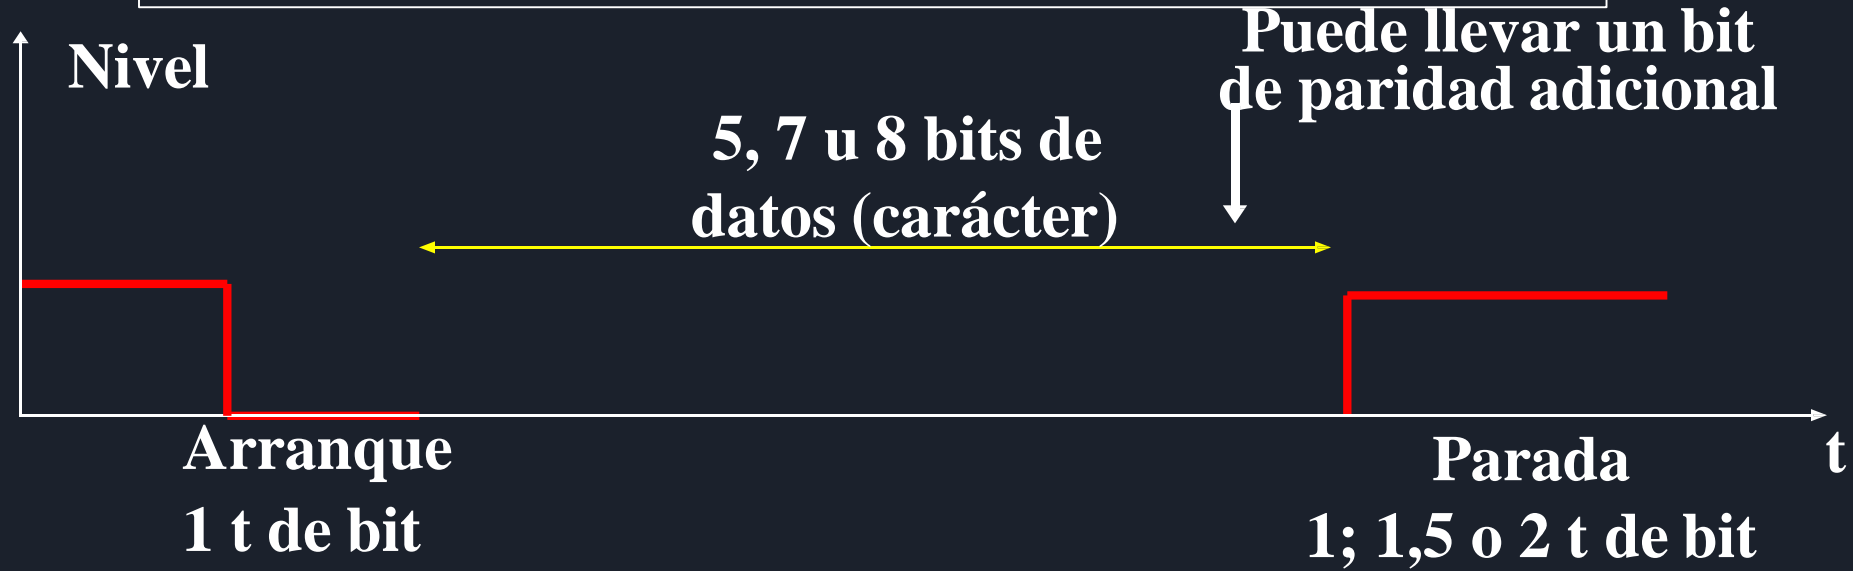 Nivel
Puede llevar un bit
de paridad adicional
5, 7 u 8 bits de
datos (carácter)
Arranque
1 t de bit
Parada
1; 1,5 o 2 t de bit
t